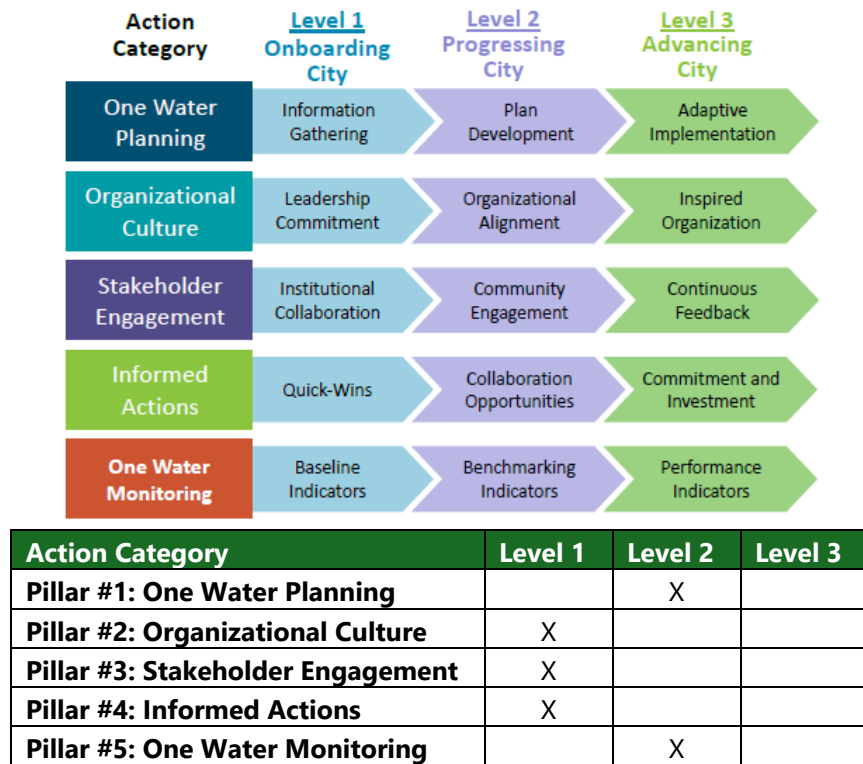 Action
Category
Level 1
Onboarding
City
Level 2
Progressing
City
Level 3
Advancing
City
One Water
Planning
Information
Gathering
Plan
Development
Adaptive
Implementation
Organizational
Culture
Leadership
Commitment
Organizational
Alignment
Inspired
Organization
Stakeholder
Engagement
Institutional
Collaboration
Community
Engagement
Continuous
Feedback
Informed
Actions
Quick-Wins
Collaboration
Opportunities
Commitment and
Investment
One Water
Monitoring
Baseline
Indicators
Benchmarking
Indicators
Performance
Indicators
Action Category Level 1 Level 2 Level 3
Pillar #1: One Water Planning X
Pillar #2: Organizational Culture X
Pillar #3: Stakeholder Engagement X
Pillar #4: Informed Actions X
Pillar #5: One Water Monitoring X